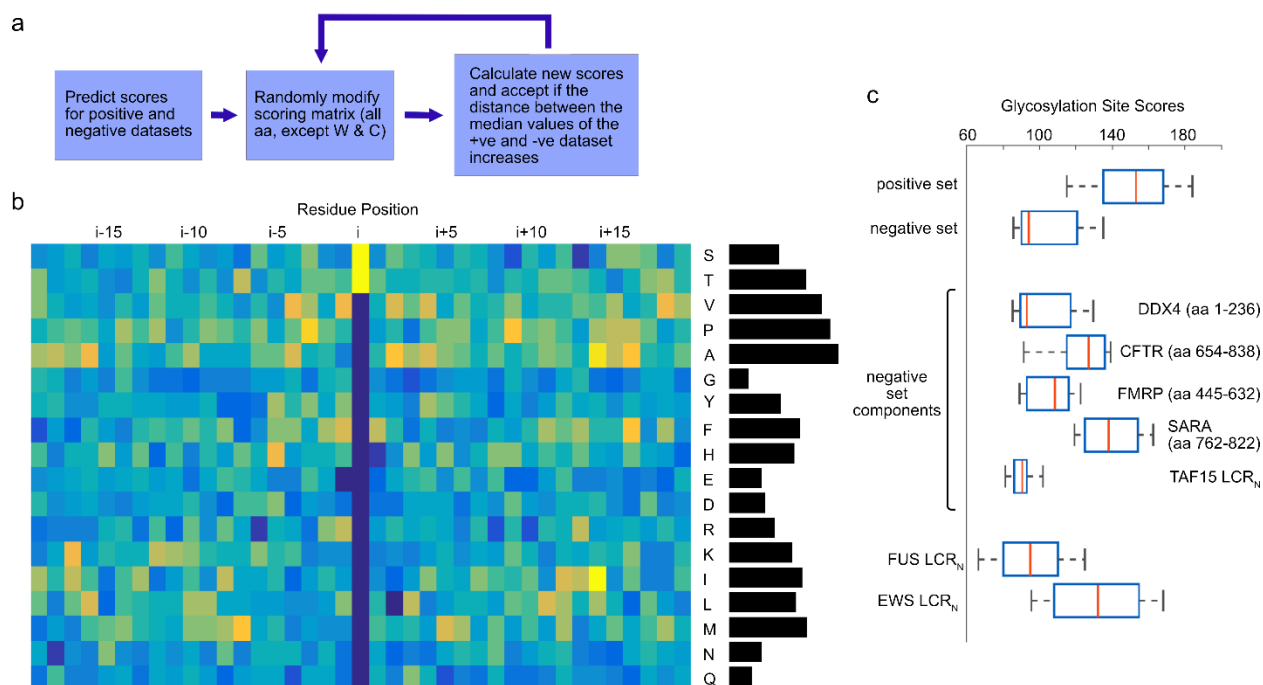 a
Predict scores
for positive and
negative datasets
Randomly modify
scoring matrix (all
aa, except W & C)
Calculate new scores
and accept if the
distance between the
median values of the
+ve and -ve dataset
increases
b
Residue Position
i-15 i-10 i-5 i i+5 i+10 i+15
S
T
V
P
A
G
Y
F
H
E
D
R
K
I
L
M
N
Q
c
Glycosylation Site Scores
60 100 140 180
positive set
negative set
negative
set
components
DDX4 (aa 1-236)
CFTR (aa 654-838)
FMRP (aa 445-632)
SARA
(aa 762-822)
TAF15 LCRN
FUS LCRN
EWS LCRN